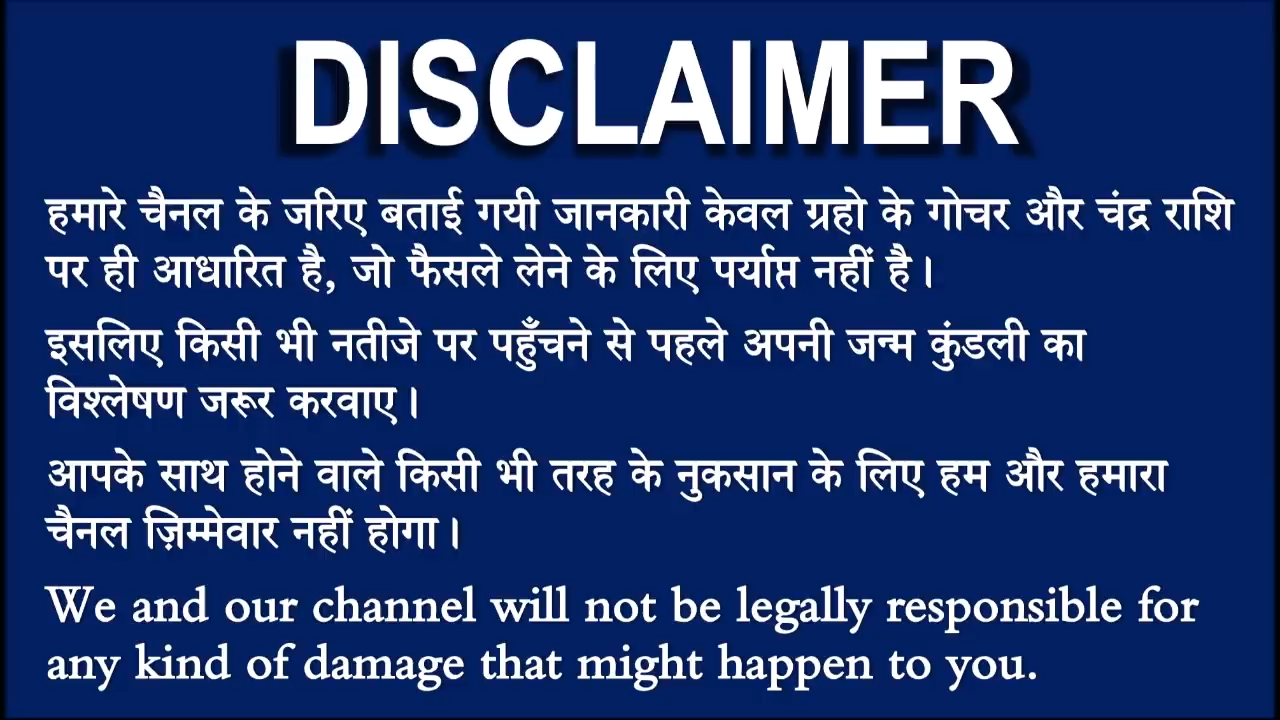 DISCLAIMER
हमारे चैनल के जरिए बताई गयी जानकारी केवल ग्रहो के गोचर और चंद्र राशि
पर ही आधारित है, जो फैसले लेने के लिए पर्याप्त नहीं है।
इसलिए किसी भी नतीजे पर पहुँचने से पहले अपनी जन्म कुंडली का
विश्लेषण जरूर करवाए।
आपके साथ होने वाले किसी भी तरह के नुकसान के लिए हम और हमारा
चैनल ज़िम्मेवार नहीं होगा।
We and our channel will not be legally responsible for
any kind of damage that might happen to you.